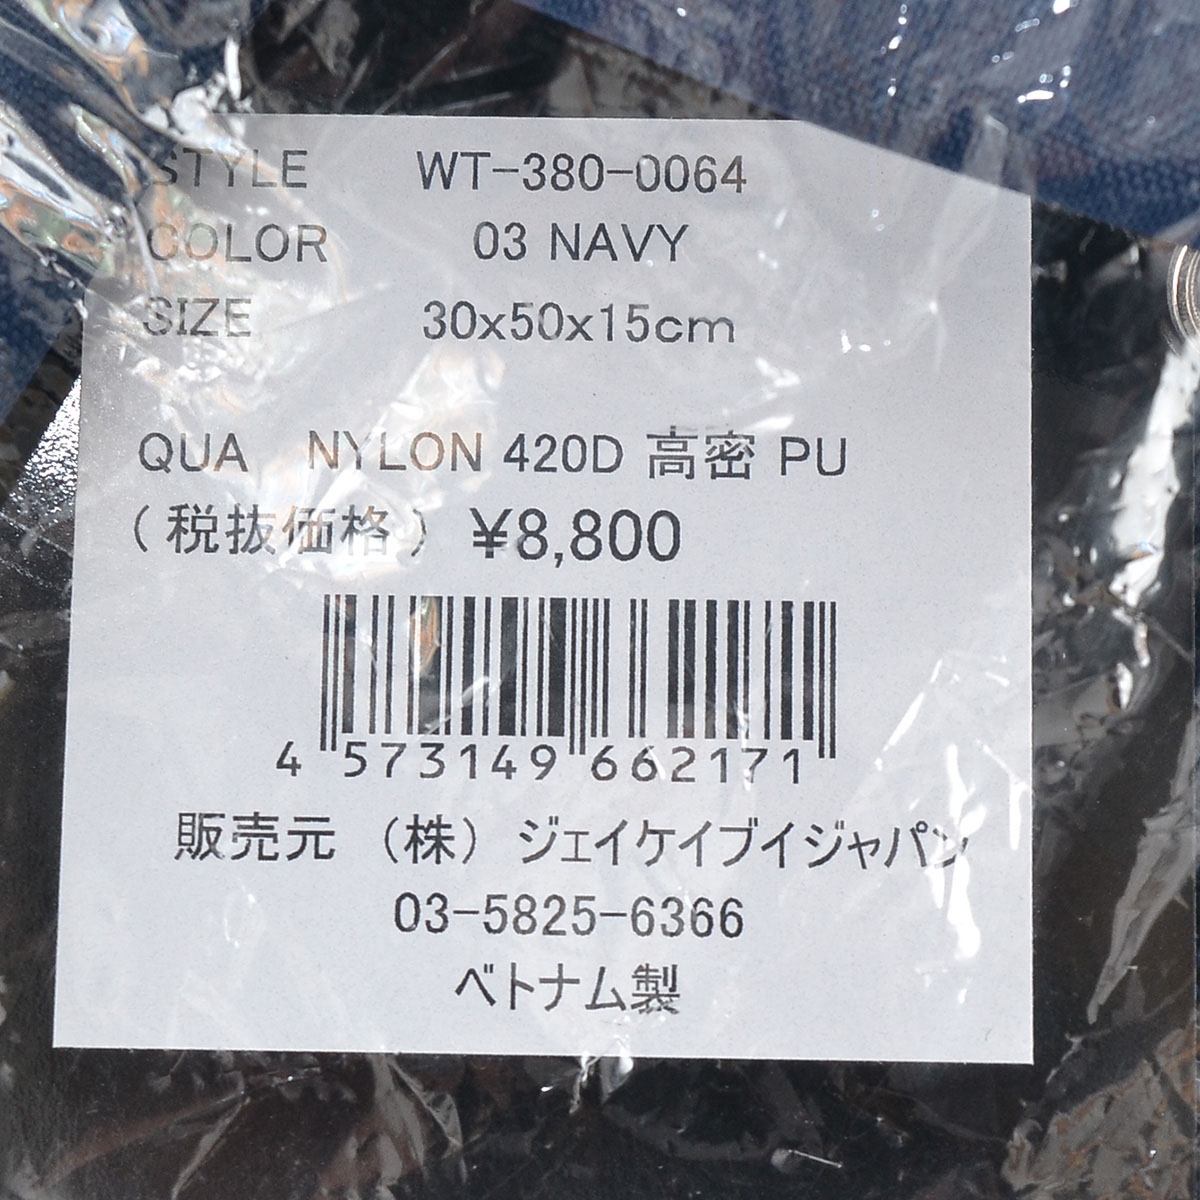 STYLE WT-380-0064
COLOR 03 NAVY
SIZE 30x50x15cm
QUA NYLON 420D 高密 PU
(税抜価格) ¥8,800
4 573149 662171
販売元 (株) ジェイケイブイジャパン
03-5825-6366
ベトナム製